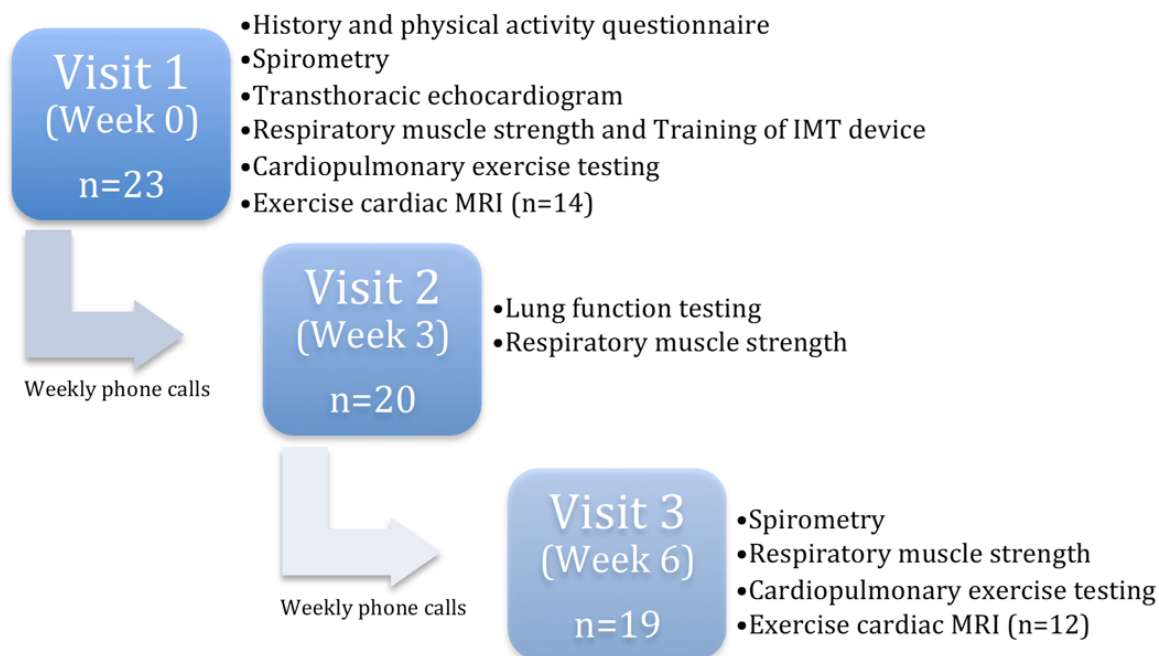 Visit 1
(Week 0)
n=23
•History and physical activity questionnaire
•Spirometry
•Transthoracic echocardiogram
•Respiratory muscle strength and Training of IMT device
•Cardiopulmonary exercise testing
•Exercise cardiac MRI (n=14)
Weekly phone calls
Visit 2
(Week 3)
n=20
•Lung function testing
•Respiratory muscle strength
Weekly phone calls
Visit 3
(Week 6)
n=19
•Spirometry
•Respiratory muscle strength
•Cardiopulmonary exercise testing
•Exercise cardiac MRI (n=12)